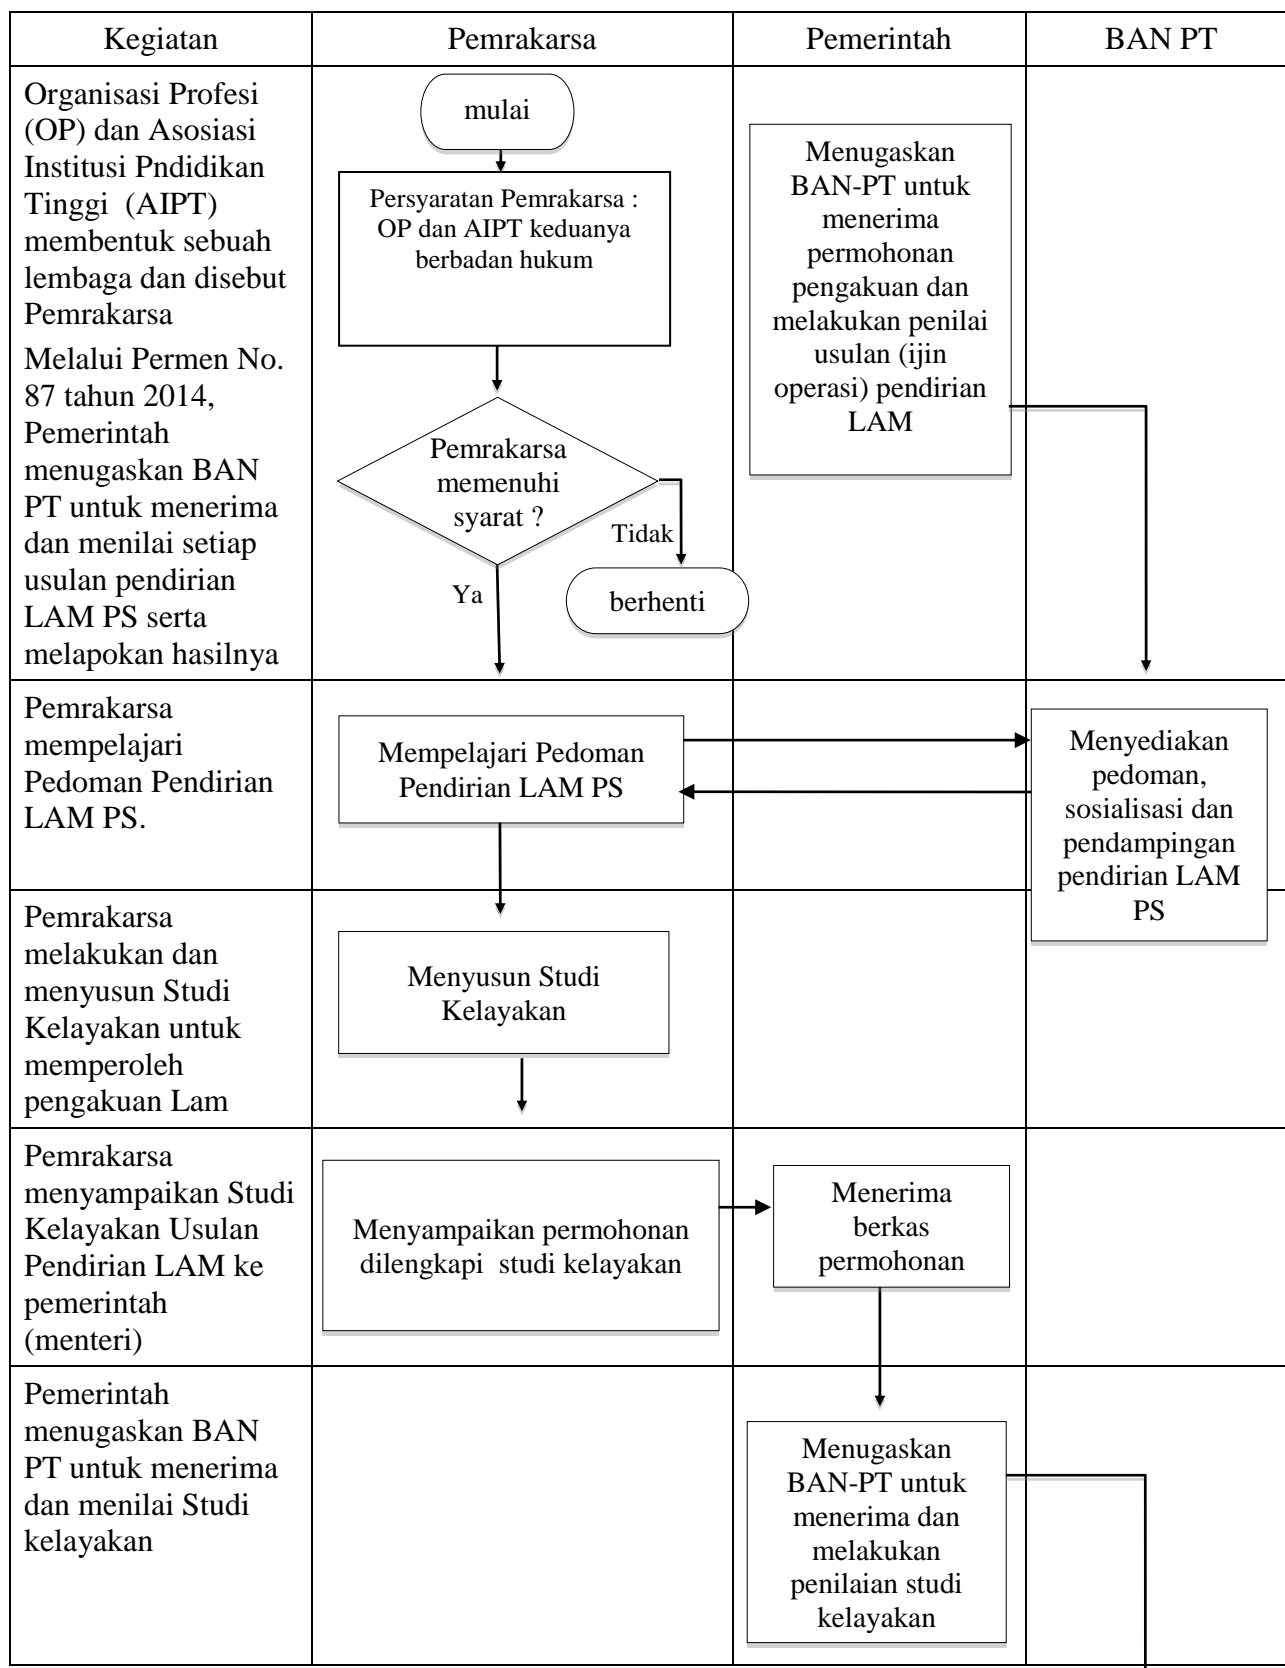 Kegiatan
Pemrakarsa
Pemerintah
BAN PT
Organisasi Profesi
(OP) dan Asosiasi
Institusi Pndidikan
Tinggi (AIPT)
membentuk sebuah
lembaga dan disebut
Pemrakarsa
Melalui Permen No.
87 tahun 2014,
Pemerintah
menugaskan BAN
PT untuk menerima
dan menilai setiap
usulan pendirian
LAM PS serta
melapokan hasilnya
mulai
Persyaratan Pemrakarsa :
OP dan AIPT keduanya
berbadan hukum
Pemrakarsa
memenuhi
syarat ?
Tidak
Ya
berhenti
Menugaskan
BAN-PT untuk
menerima
permohonan
pengakuan dan
melakukan penilai
usulan (ijin
operasi) pendirian
LAM
Pemrakarsa
mempelajari
Pedoman Pendirian
LAM PS.
Mempelajari Pedoman
Pendirian LAM PS
Menyediakan
pedoman,
sosialisasi dan
pendampingan
pendirian LAM
PS
Pemrakarsa
melakukan dan
menyusun Studi
Kelayakan untuk
memperoleh
pengakuan Lam
Menyusun Studi
Kelayakan
Pemrakarsa
menyampaikan Studi
Kelayakan Usulan
Pendirian LAM ke
pemerintah
(menteri)
Menyampaikan permohonan
dilengkapi studi kelayakan
Menerima
berkas
permohonan
Pemerintah
menugaskan BAN
PT untuk menerima
dan menilai Studi
kelayakan
Menugaskan
BAN-PT untuk
menerima dan
melakukan
penilaian studi
kelayakan